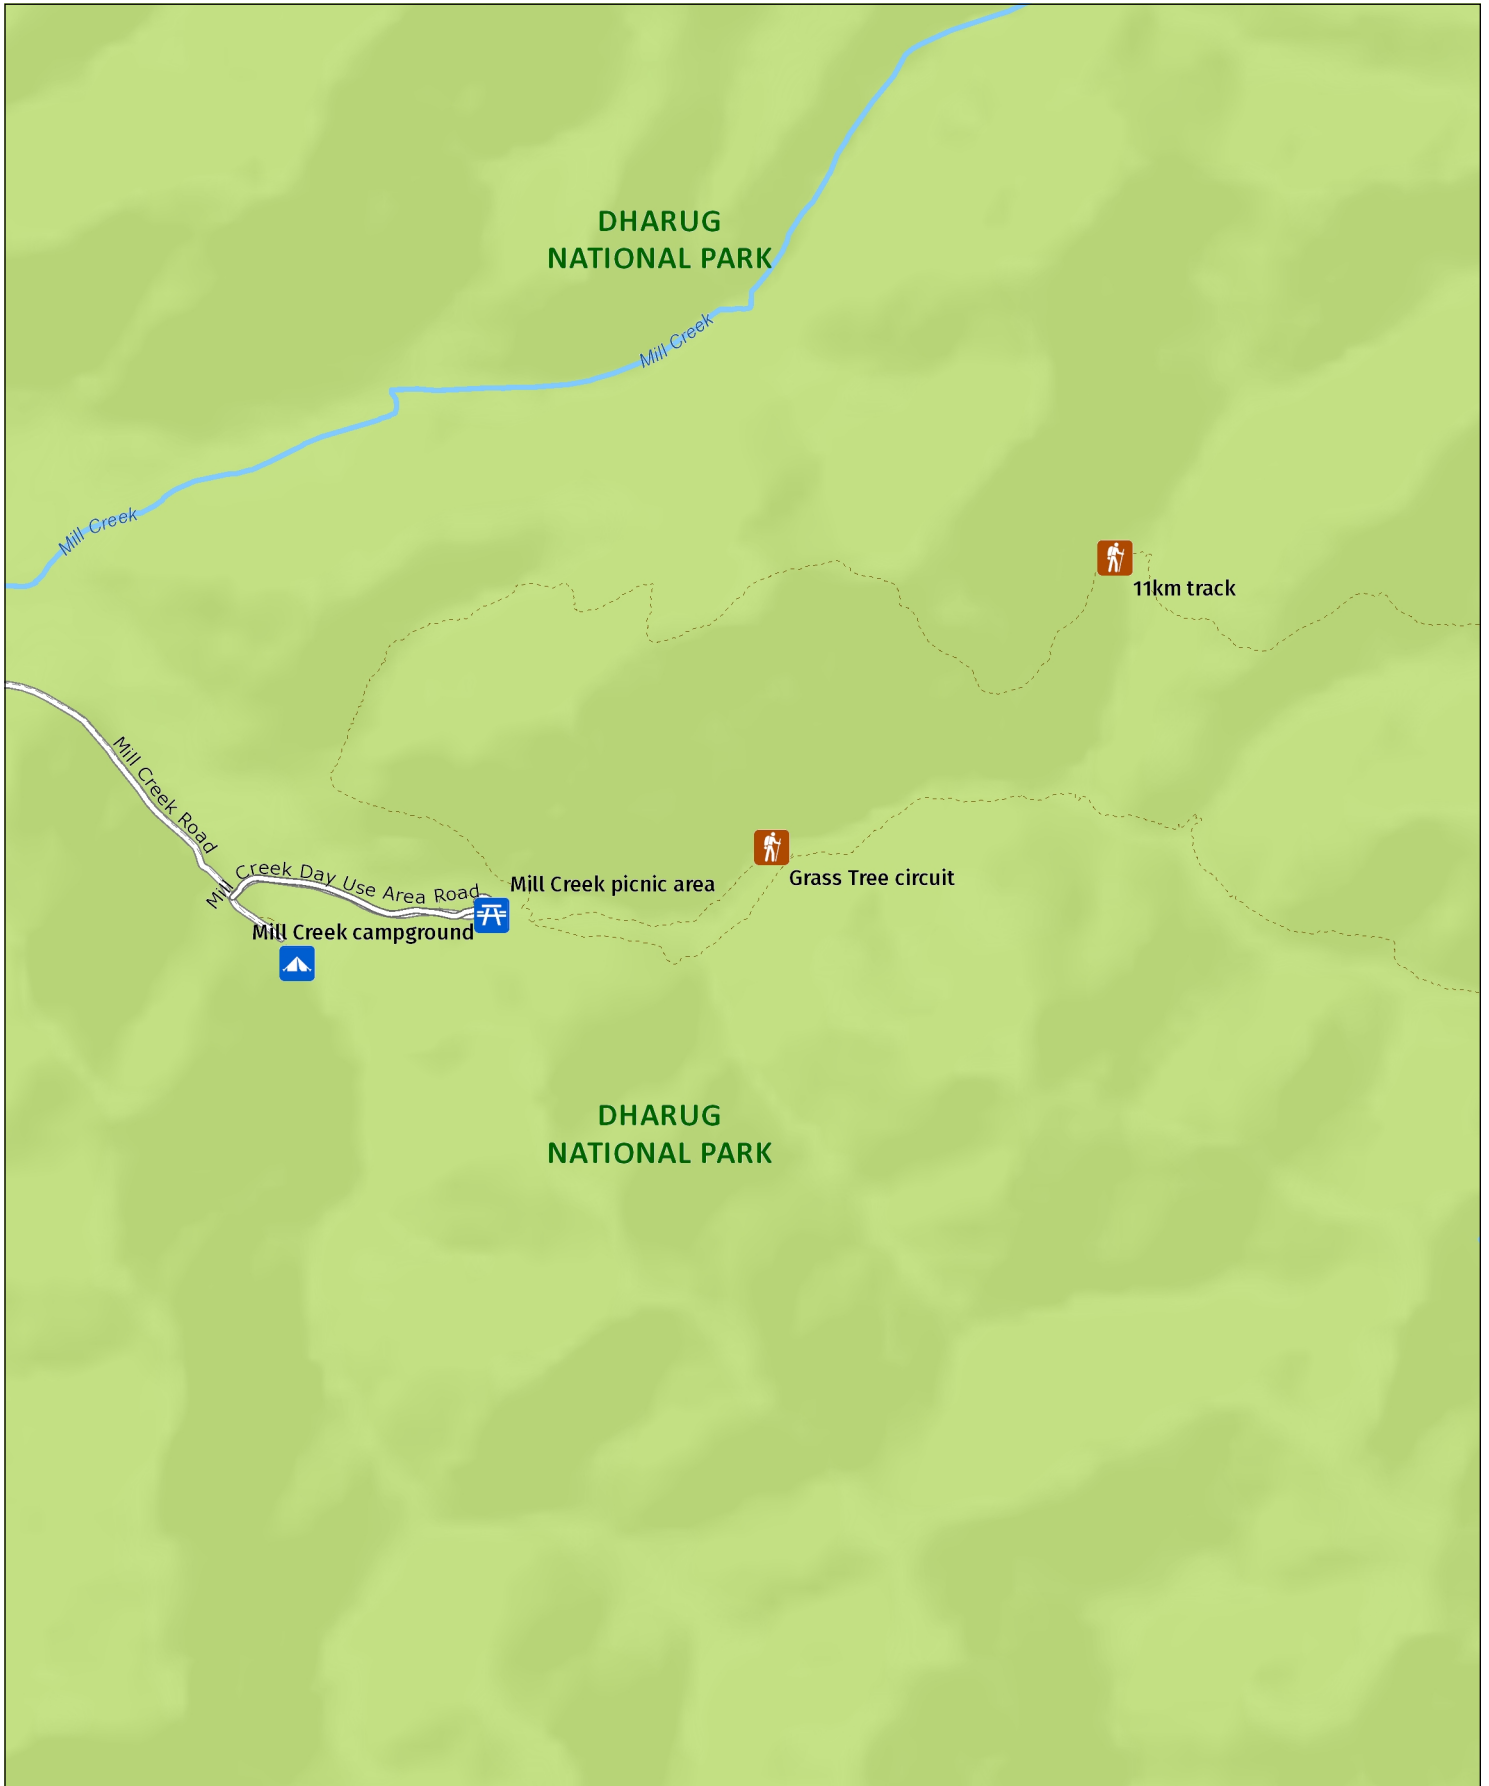 DHARUG
NATIONAL PARK
Mill Creek
Mill Creek
11km track
Mill Creek Road
Mill Creek Day Use Area Road
Mill Creek picnic area
Grass Tree circuit
Mill Creek campground
DHARUG
NATIONAL PARK